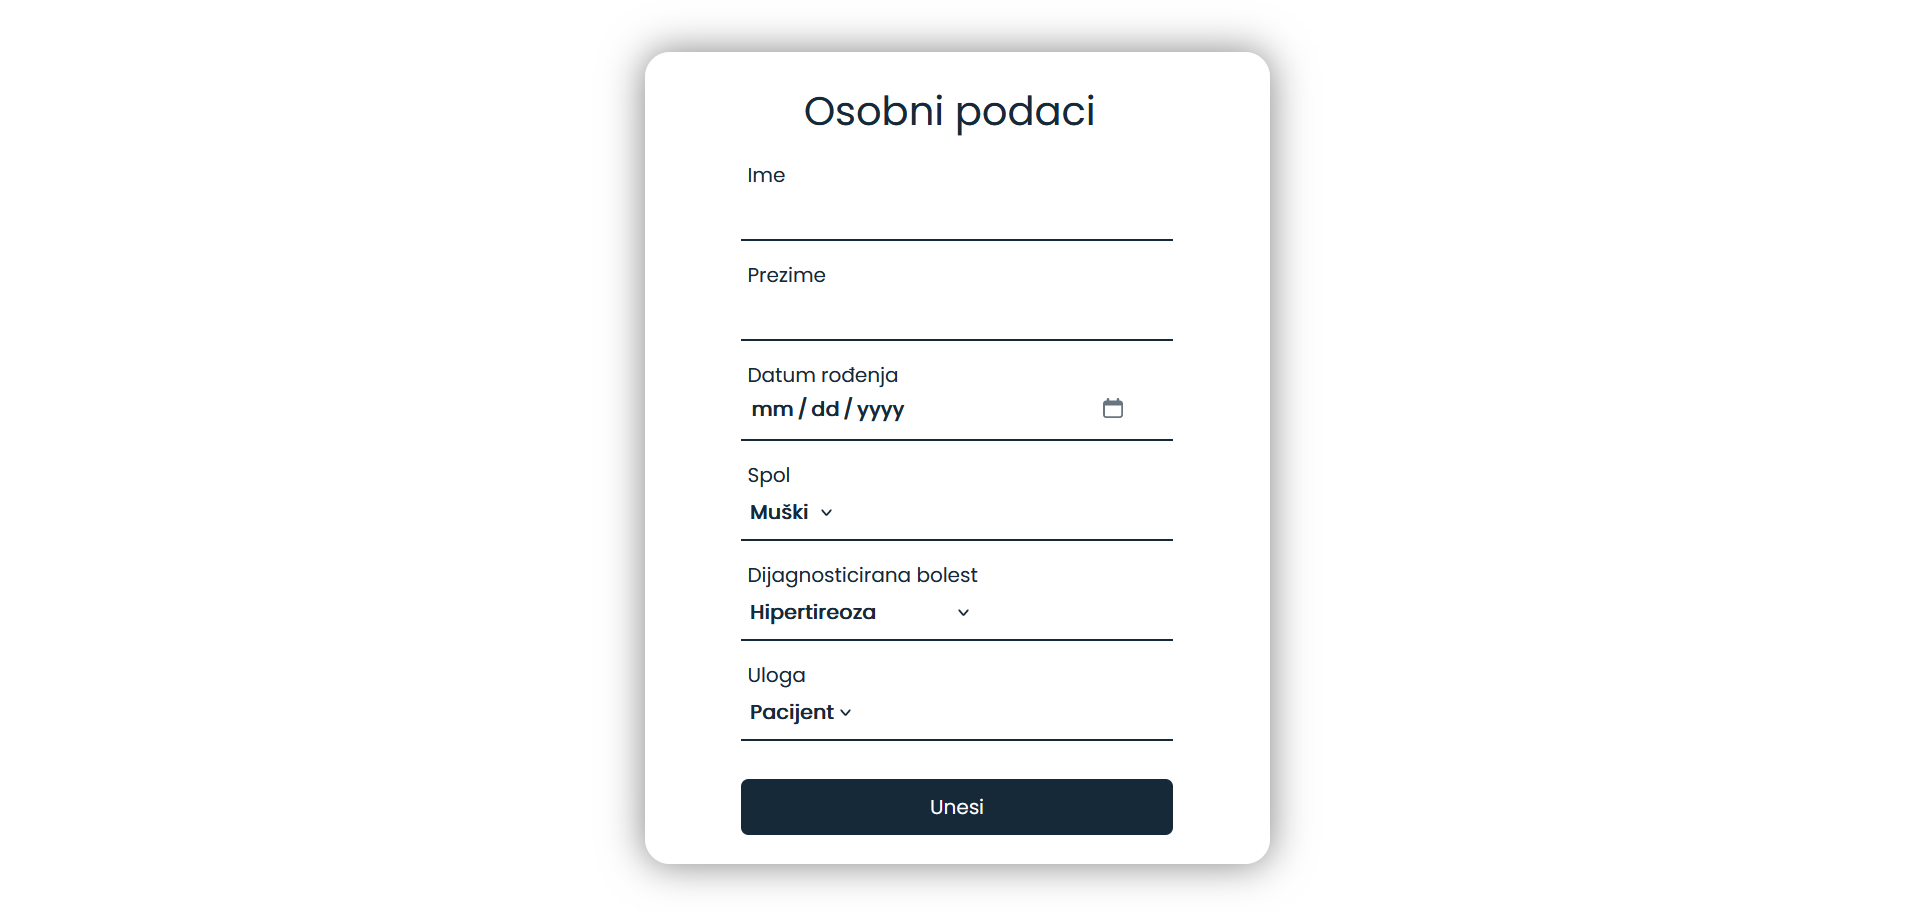 Osobni podaci
Ime
Prezime
Datum rođenja
mm / dd / yyyy
Spol
Muški
Dijagnosticirana bolest
Hipertireoza
Uloga
Pacijent
Unesi